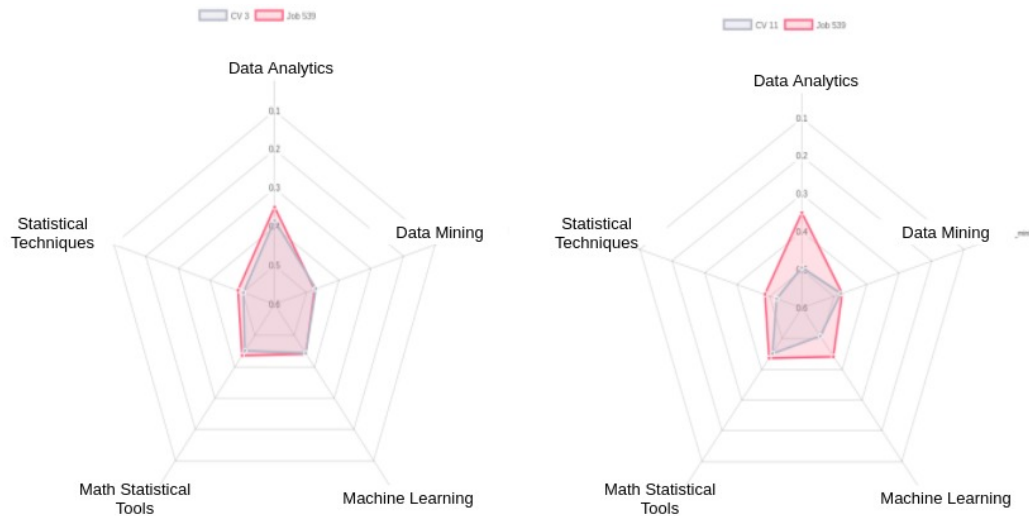 CV 3 Job 539
Data Analytics
0.1
0.2
0.3
0.4
0.5
0.6
Statistical
Techniques
Data Mining
Math Statistical
Tools
Machine Learning
CV 11 Job 539
Data Analytics
0.1
0.2
0.3
0.4
0.5
0.6
Statistical
Techniques
Data Mining
Math Statistical
Tools
Machine Learning